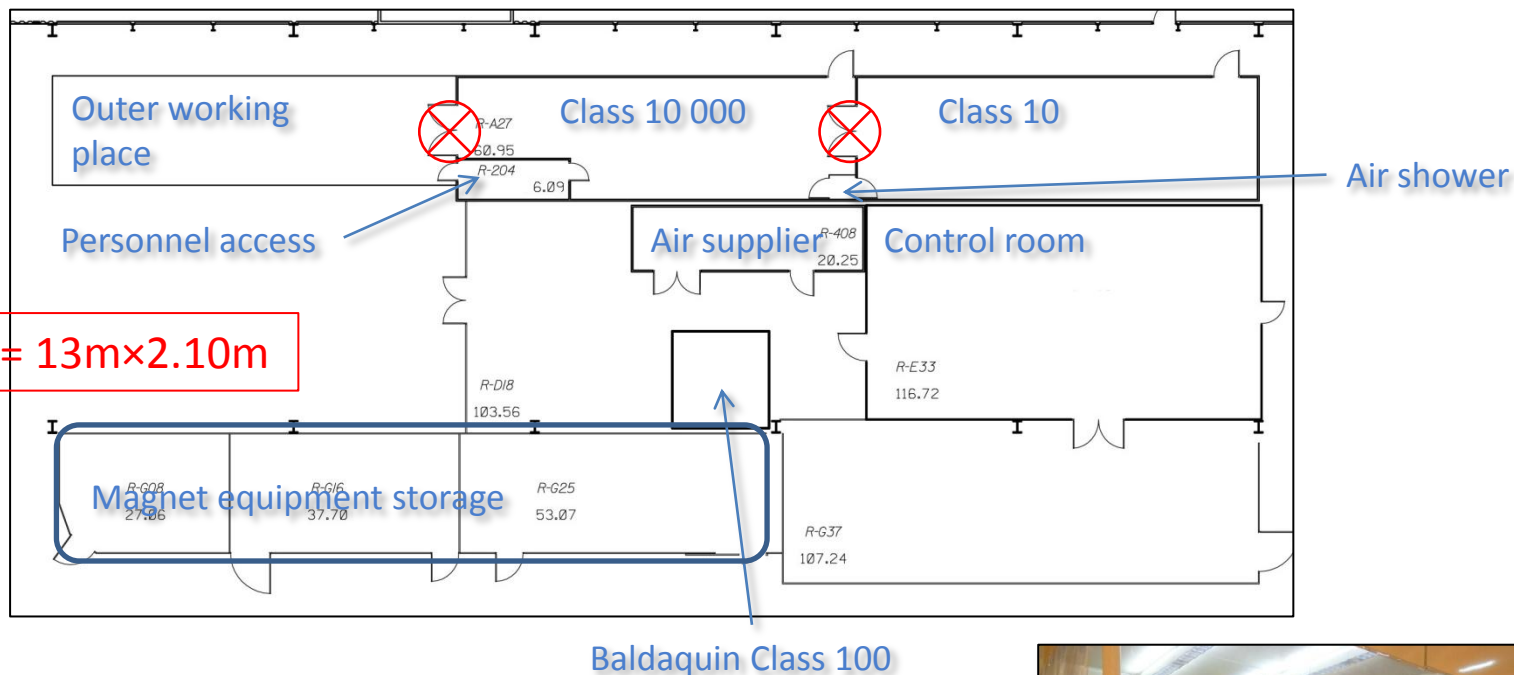 Outer working
place
Class 10 000
Class 10
R-A27
60.95
R-204
6.09
Air shower
Personnel access
Air supplier
R-408
20.25
Control room
= 13m×2.10m
R-D18
103.56
R-E33
116.72
Magnet equipment storage
R-G08
27.06
R-G16
37.70
R-G25
53.07
R-G37
107.24
Baldaquin Class 100